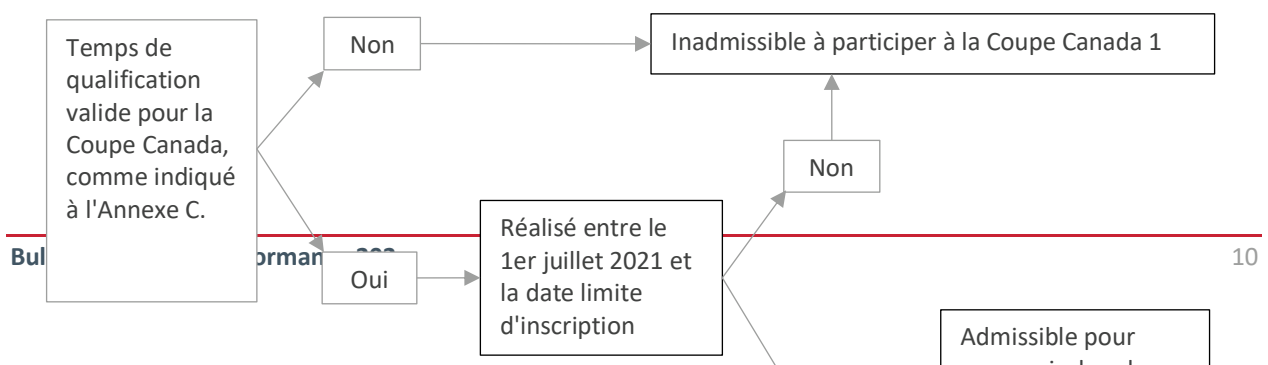 Temps de
qualification
valide pour la
Coupe Canada,
comme indiqué
à l'Annexe C.
Non
Inadmissible à participer à la Coupe Canada 1
Non
Oui
Réalisé entre le
1er juillet 2021 et
la date limite
d'inscription
Bul
10
Admissible pour